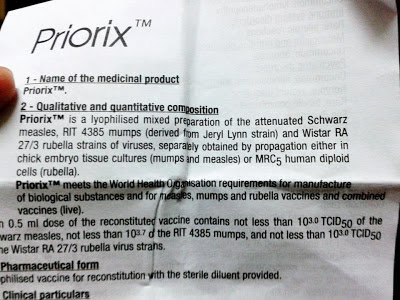 Priorix™
1 - Name of the medicinal product
Priorix™.
2 - Qualitative and quantitative composition
Priorix™ is a lyophilised mixed preparation of the attenuated Schwarz
measles, RIT 4385 mumps (derived from Jeryl Lynn strain) and Wistar RA
27/3 rubella strains of viruses, separately obtained by propagation either in
chick embryo tissue cultures (mumps and measles) or MRC5 human diploid
cells (rubella).
Priorix™ meets the World Health Organisation requirements for manufacture
of biological substances and for measles, mumps and rubella vaccines and combined
vaccines (live).
0.5 ml dose of the reconstituted vaccine contains not less than 10³·⁰ TCID50 of the
warz measles, not less than 10³·⁷ of the RIT 4385 mumps, and not less than 10³·⁰ TCID50
he Wistar RA 27/3 rubella virus strains.
Pharmaceutical form
philised vaccine for reconstitution with the sterile diluent provided.
Clinical particulars